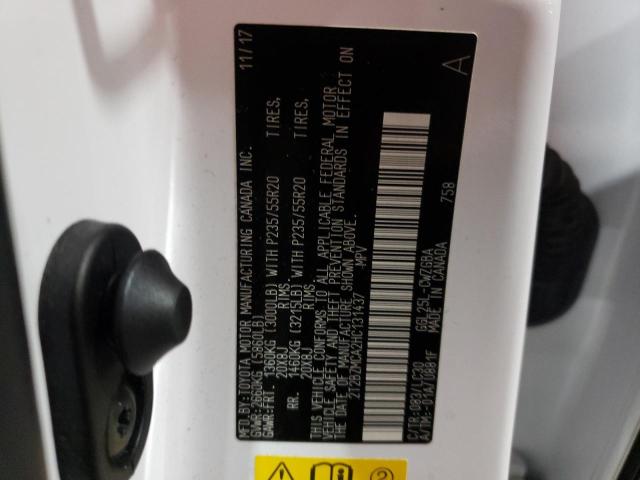 MFD.BY:TOYOTA MOTOR MANUFACTURING CANADA INC. 11/17
GVWR:2660KG (5860LB)
GAWR:FRT. 1360KG (3000LB) WITH P235/55R20 TIRES,
20X8J RIMS,
RR. 1460KG (3215LB) WITH P235/55R20 TIRES,
20X8J RIMS.
THIS VEHICLE CONFORMS TO ALL APPLICABLE FEDERAL MOTOR
VEHICLE SAFETY AND THEFT PREVENTION STANDARDS IN EFFECT ON
THE DATE OF MANUFACTURE SHOWN ABOVE.
2T2BZMCA2HC131437 MPV A
C/TR:083/LC20 GGL25L-CWZGBA
A/TM:-01A/U881F MADE IN CANADA 758